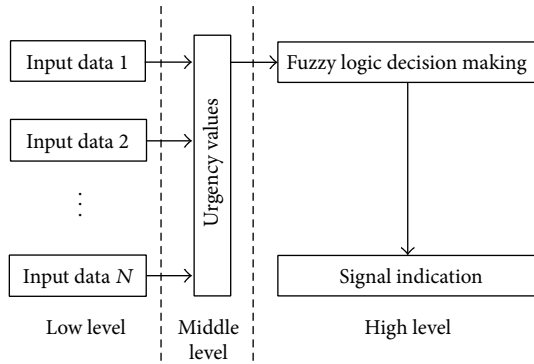 Input data 1
Input data 2
⋮
Input data N
Urgency values
Fuzzy logic decision making
Signal indication
Low level
Middle
level
High level